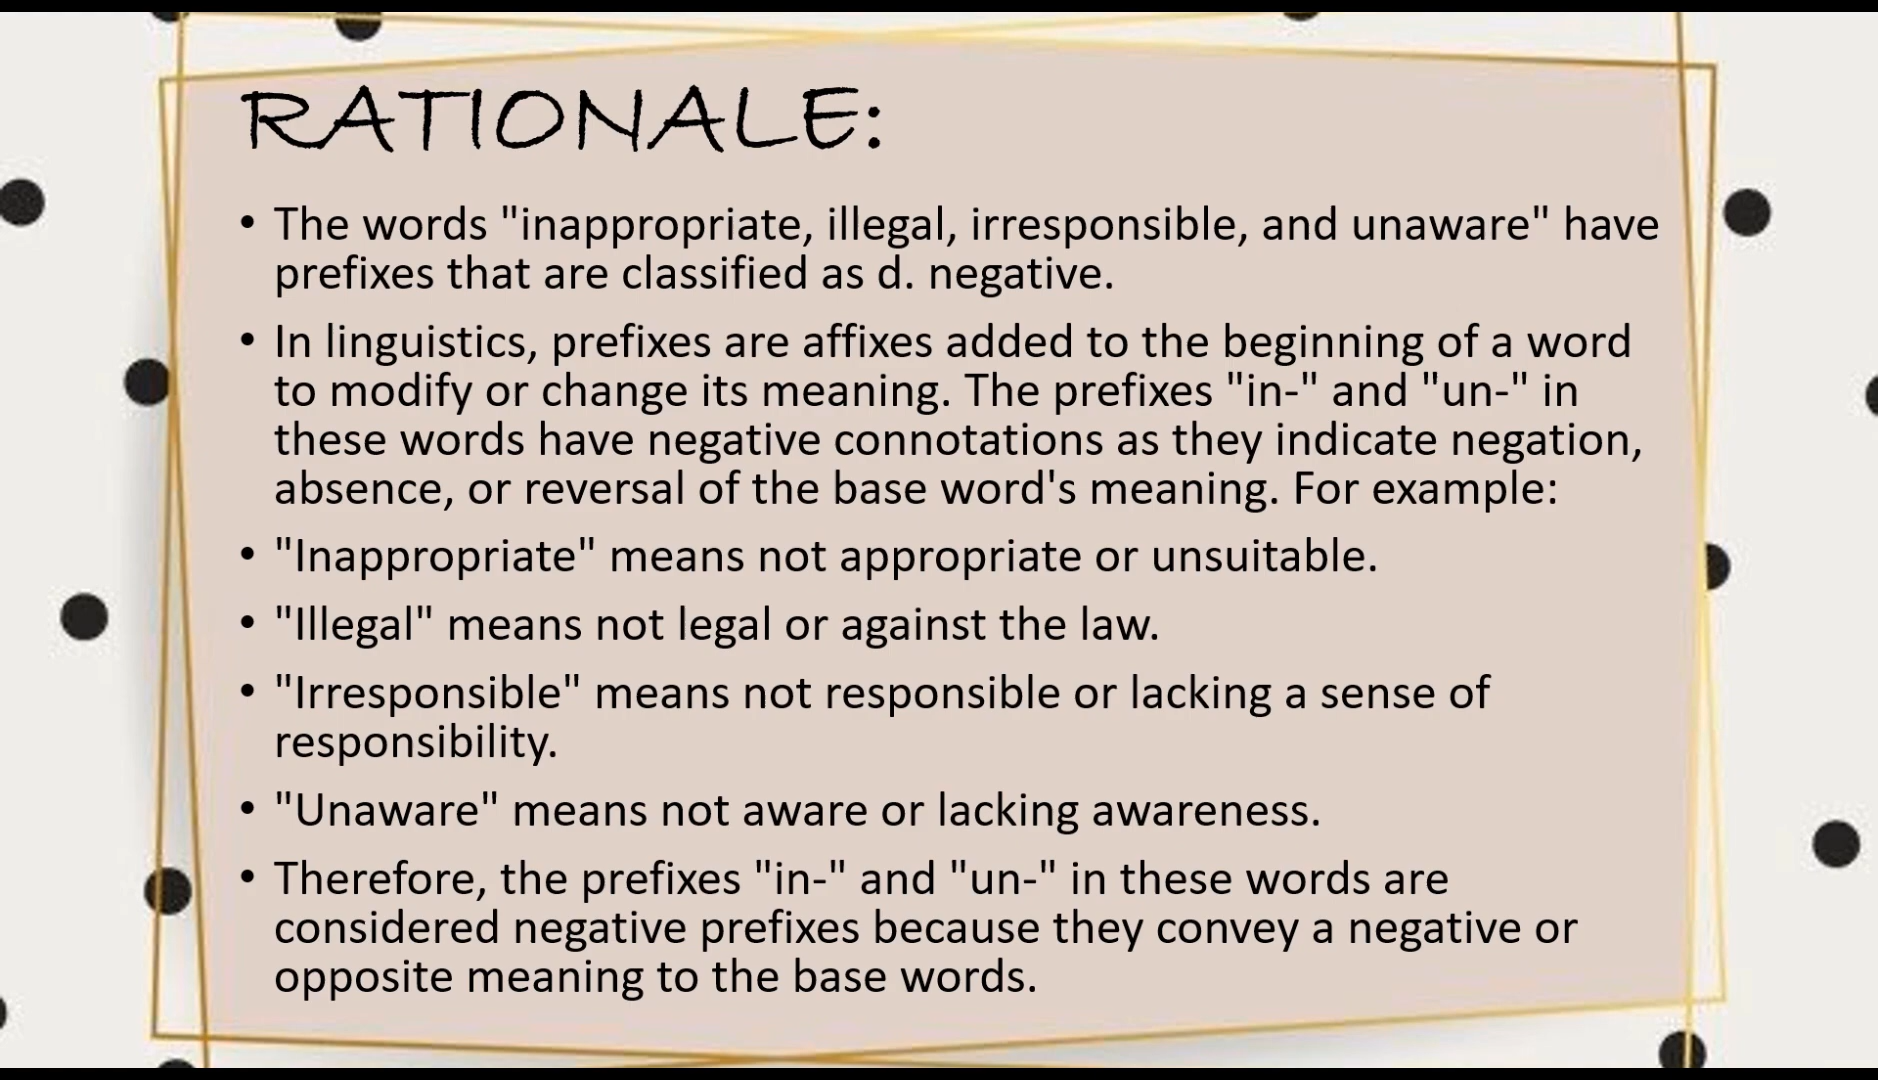 RATIONALE:
• The words "inappropriate, illegal, irresponsible, and unaware" have
prefixes that are classified as d. negative.
• In linguistics, prefixes are affixes added to the beginning of a word
to modify or change its meaning. The prefixes "in-" and "un-" in
these words have negative connotations as they indicate negation,
absence, or reversal of the base word's meaning. For example:
• "Inappropriate" means not appropriate or unsuitable.
• "Illegal" means not legal or against the law.
• "Irresponsible" means not responsible or lacking a sense of
responsibility.
• "Unaware" means not aware or lacking awareness.
• Therefore, the prefixes "in-" and "un-" in these words are
considered negative prefixes because they convey a negative or
opposite meaning to the base words.